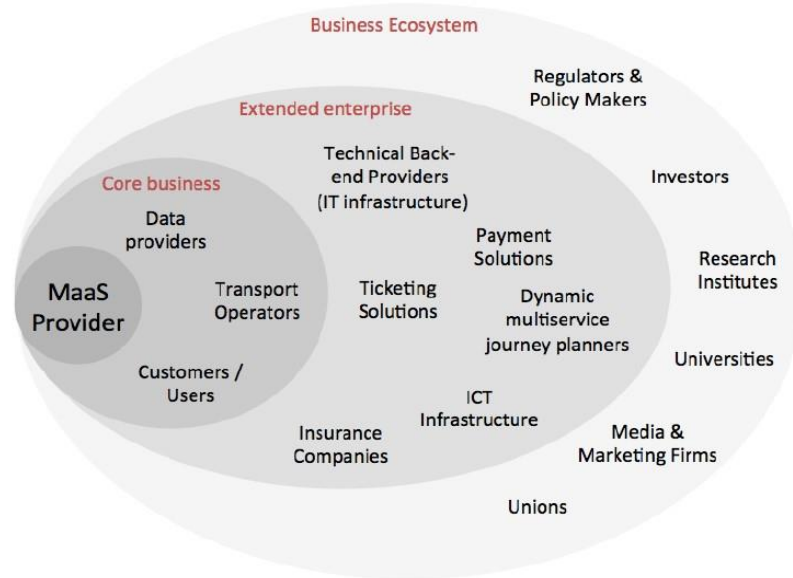 Business Ecosystem
Regulators &
Policy Makers
Extended enterprise
Technical Back-
end Providers
(IT infrastructure)
Investors
Core business
Data
providers
Payment
Solutions
Research
Institutes
MaaS
Provider
Transport
Operators
Ticketing
Solutions
Dynamic
multiservice
journey planners
Universities
Customers /
Users
ICT
Infrastructure
Insurance
Companies
Media &
Marketing Firms
Unions